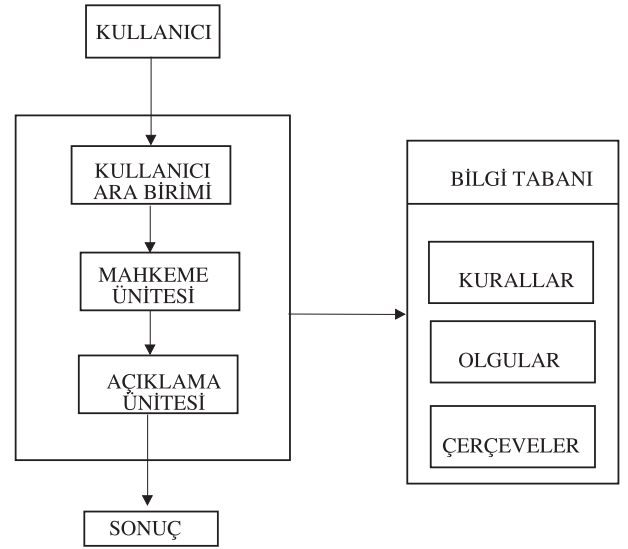 KULLANICI
KULLANICI
ARA BİRİMİ
MAHKEME
ÜNİTESİ
AÇIKLAMA
ÜNİTESİ
SONUÇ
BİLGİ TABANI
KURALLAR
OLGULAR
ÇERÇEVELER